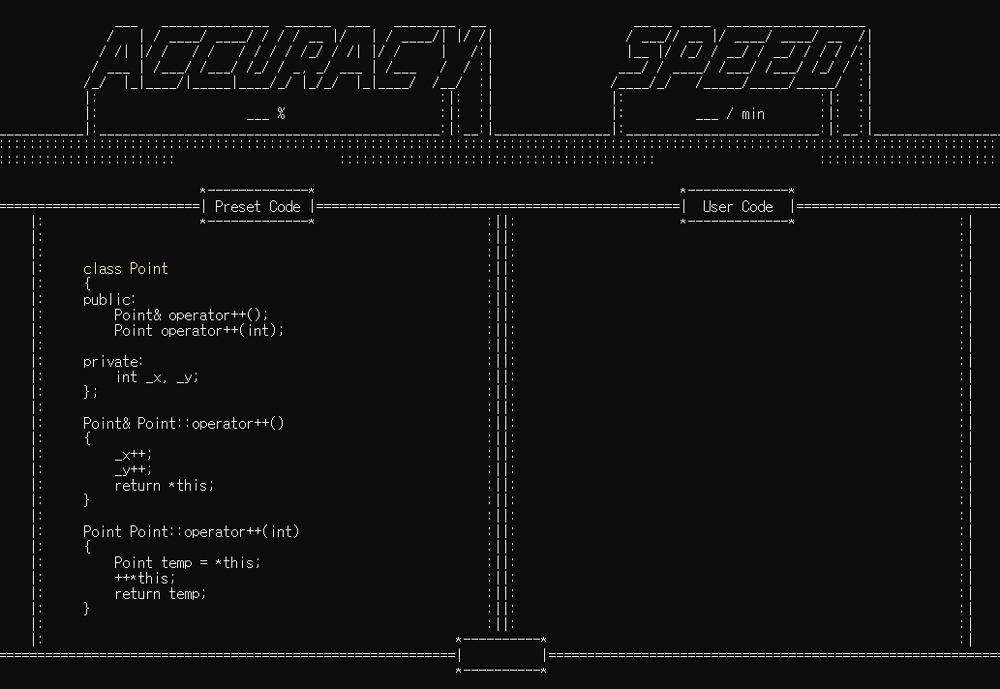 ACCURACY
SPEED
___ %
___ / min
Preset Code
User Code
class Point
{
public:
    Point& operator++();
    Point operator++(int);

private:
    int _x, _y;
};

Point& Point::operator++()
{
    _x++;
    _y++;
    return *this;
}

Point Point::operator++(int)
{
    Point temp = *this;
    ++*this;
    return temp;
}